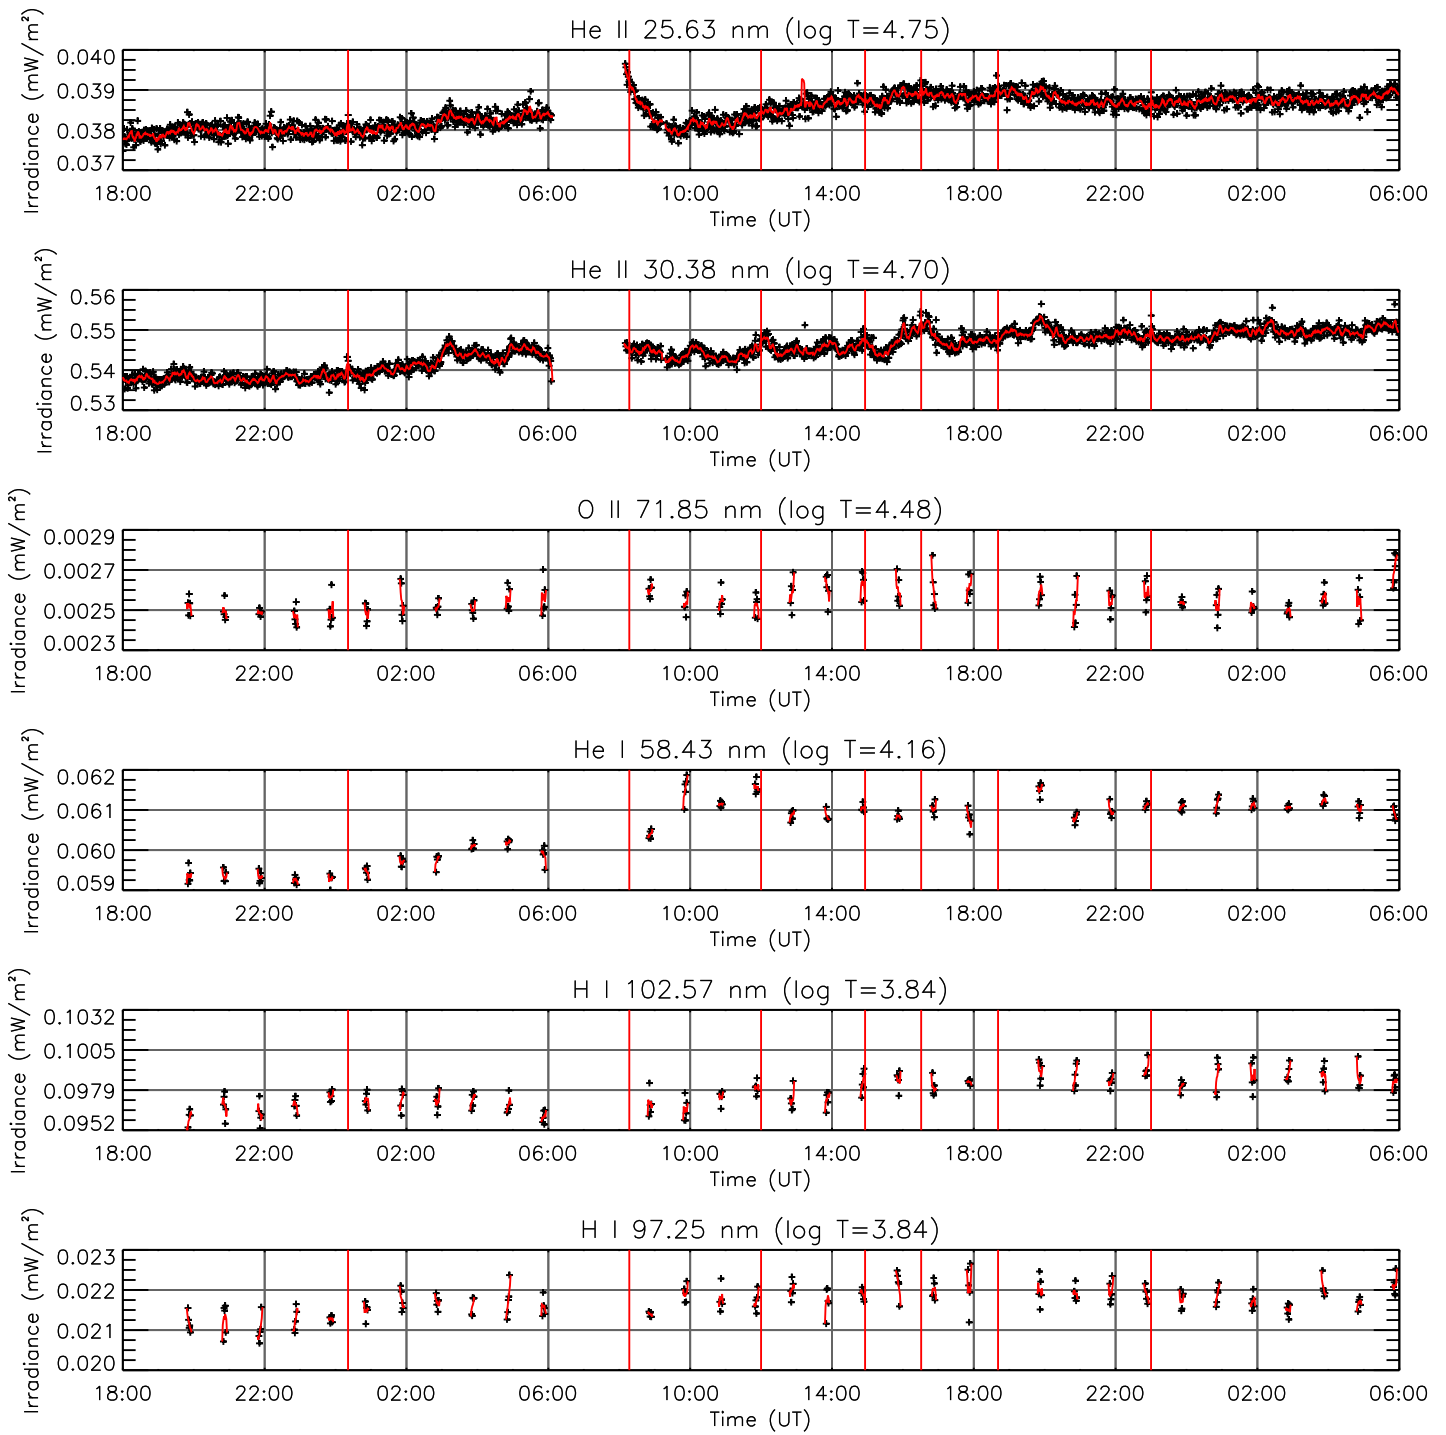 He II 25.63 nm (log T=4.75)
Irradiance (mW/m²)
0.040
0.039
0.038
0.037
18:00 22:00 02:00 06:00 10:00 14:00 18:00 22:00 02:00 06:00
Time (UT)
He II 30.38 nm (log T=4.70)
Irradiance (mW/m²)
0.56
0.55
0.54
0.53
18:00 22:00 02:00 06:00 10:00 14:00 18:00 22:00 02:00 06:00
Time (UT)
O II 71.85 nm (log T=4.48)
Irradiance (mW/m²)
0.0029
0.0027
0.0025
0.0023
18:00 22:00 02:00 06:00 10:00 14:00 18:00 22:00 02:00 06:00
Time (UT)
He I 58.43 nm (log T=4.16)
Irradiance (mW/m²)
0.062
0.061
0.060
0.059
18:00 22:00 02:00 06:00 10:00 14:00 18:00 22:00 02:00 06:00
Time (UT)
H I 102.57 nm (log T=3.84)
Irradiance (mW/m²)
0.1032
0.1005
0.0979
0.0952
18:00 22:00 02:00 06:00 10:00 14:00 18:00 22:00 02:00 06:00
Time (UT)
H I 97.25 nm (log T=3.84)
Irradiance (mW/m²)
0.023
0.022
0.021
0.020
18:00 22:00 02:00 06:00 10:00 14:00 18:00 22:00 02:00 06:00
Time (UT)